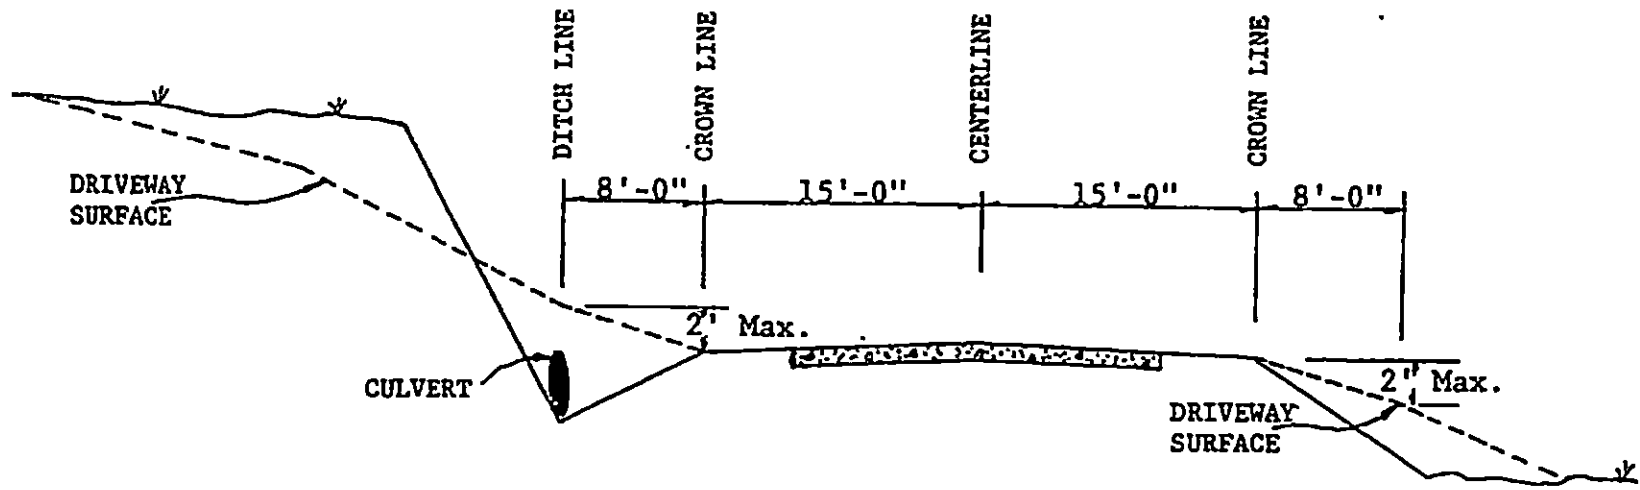 DITCH LINE
CROWN LINE
CENTERLINE
CROWN LINE
8'-0"
15'-0"
15'-0"
8'-0"
DRIVEWAY
SURFACE
2' Max.
CULVERT
2' Max.
DRIVEWAY
SURFACE